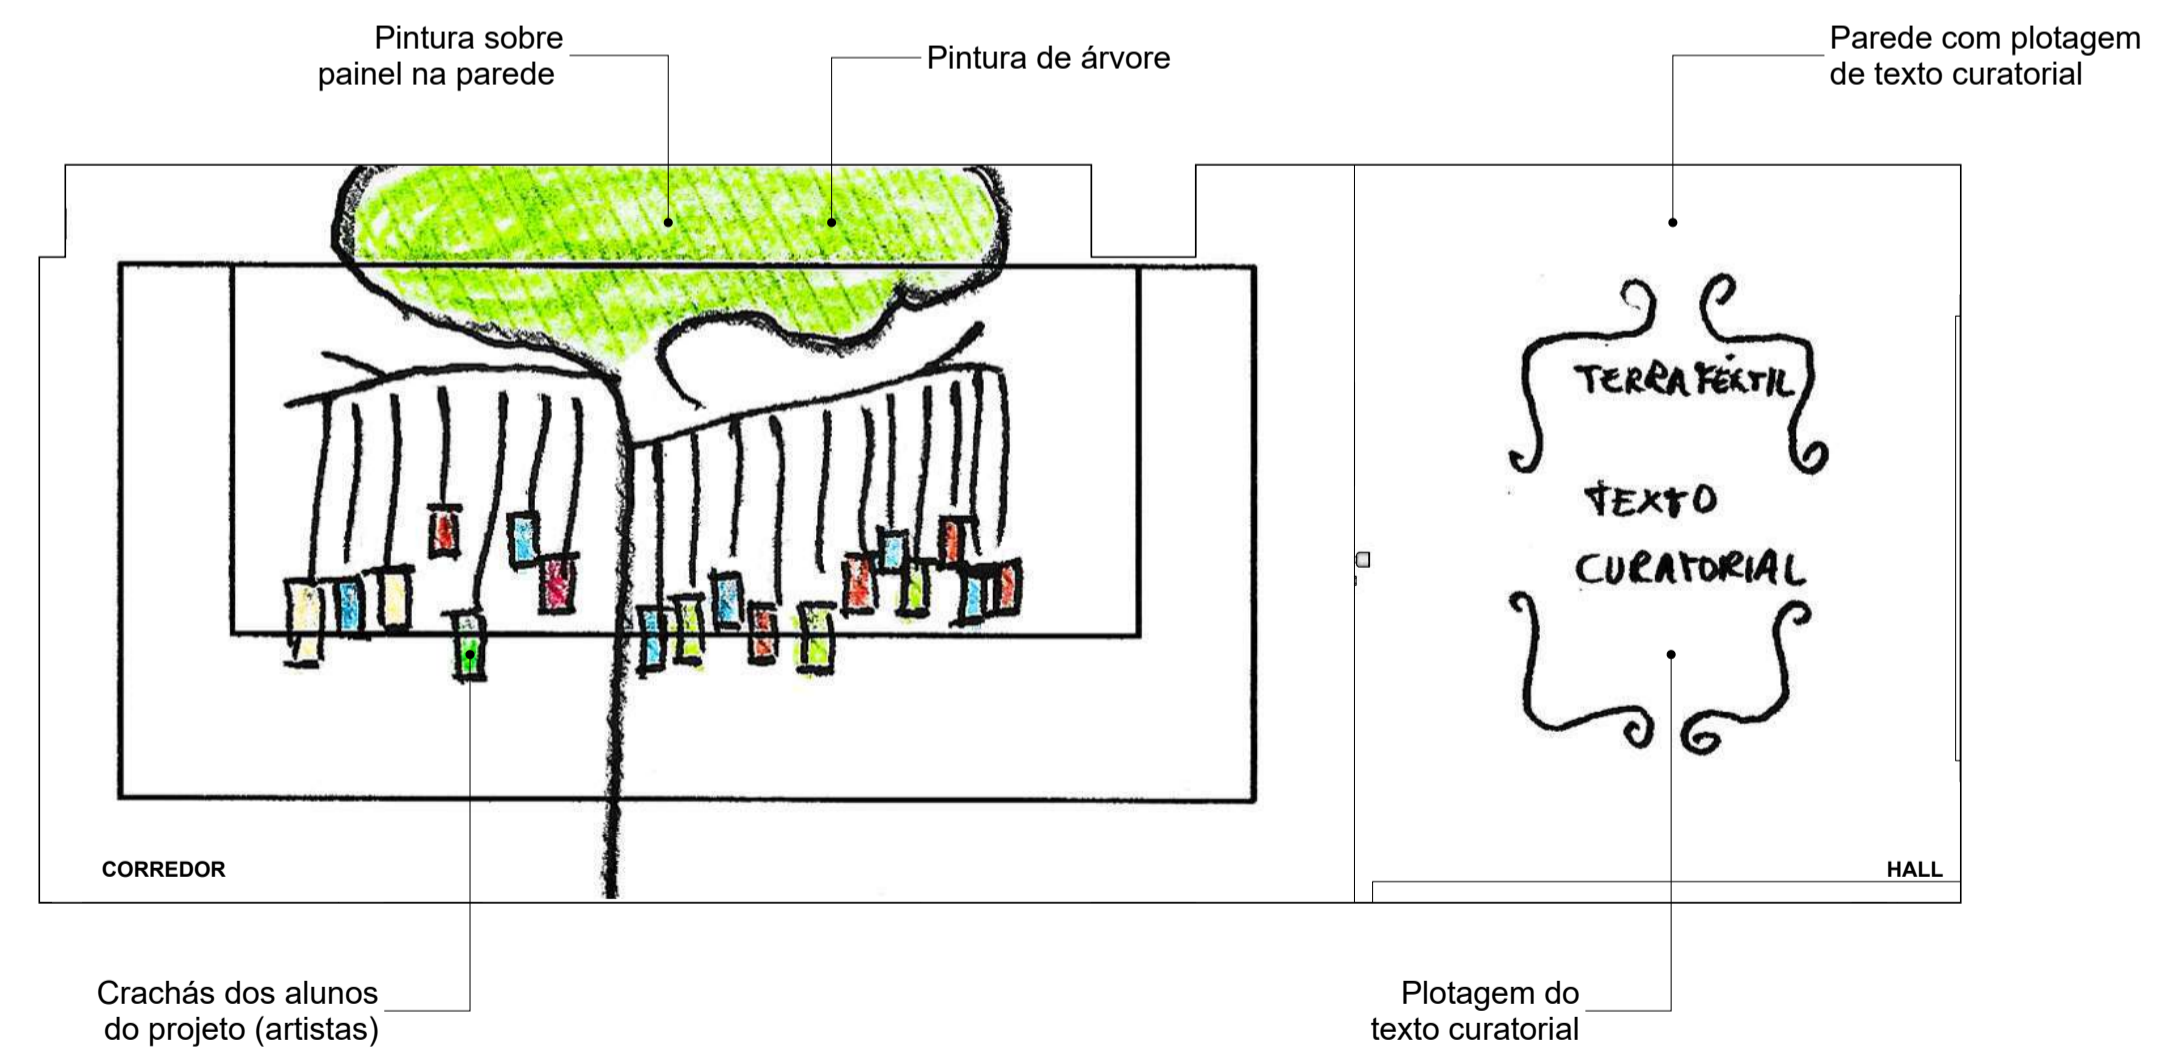 Pintura sobre
painel na parede
Pintura de árvore
Parede com plotagem
de texto curatorial
TERRA FÉRTIL
TEXTO
CURATORIAL
CORREDOR
HALL
Crachás dos alunos
do projeto (artistas)
Plotagem do
texto curatorial